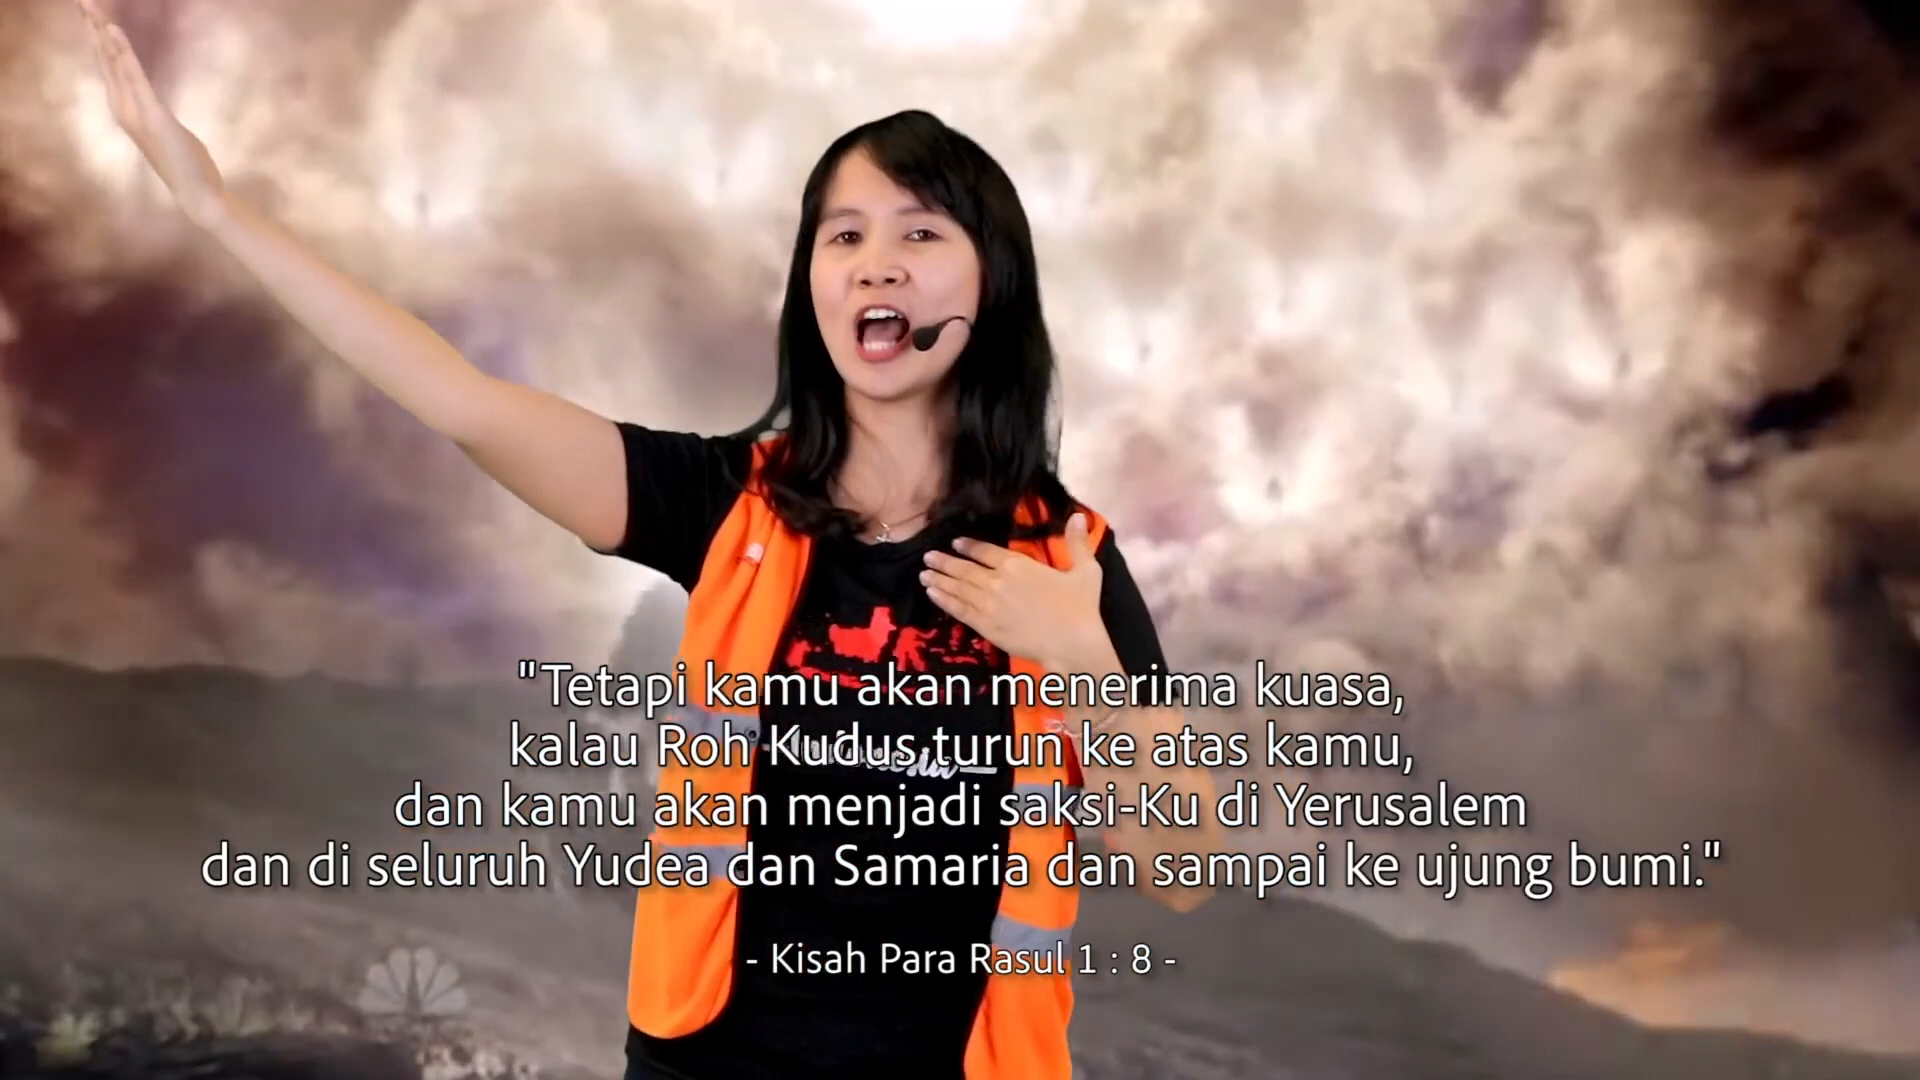 "Tetapi kamu akan menerima kuasa,
kalau Roh Kudus turun ke atas kamu,
dan kamu akan menjadi saksi-Ku di Yerusalem
dan di seluruh Yudea dan Samaria dan sampai ke ujung bumi."
- Kisah Para Rasul 1 : 8 -